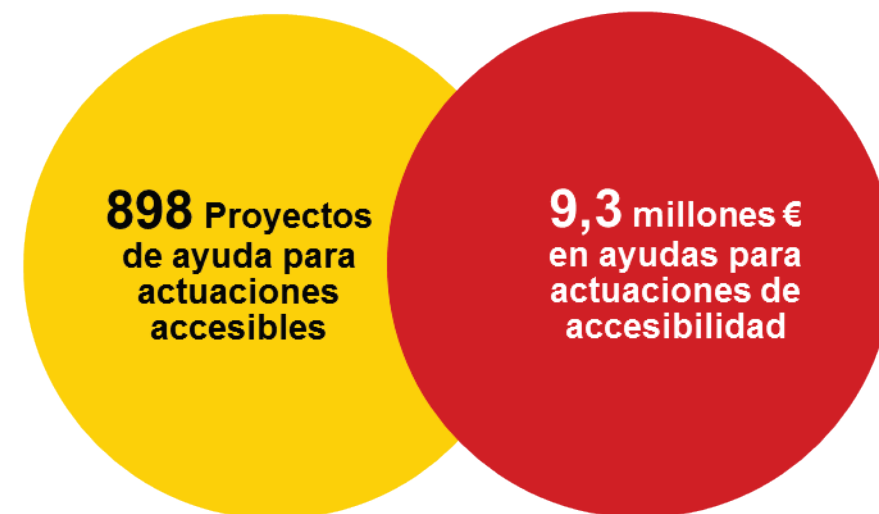 898 Proyectos
de ayuda para
actuaciones
accesibles
9,3 millones €
en ayudas para
actuaciones de
accesibilidad